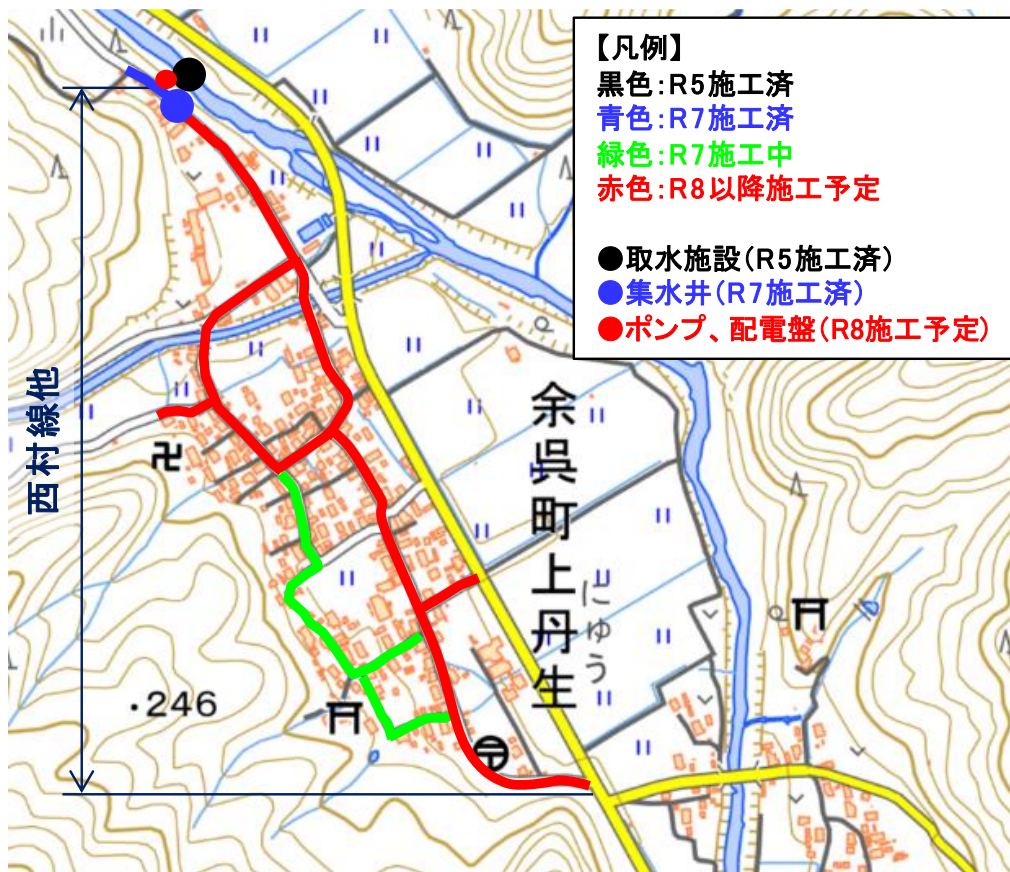 【凡例】
黒色：R5施工済
青色：R7施工済
緑色：R7施工中
赤色：R8以降施工予定
●取水施設（R5施工済）
●集水井（R7施工済）
●ポンプ、配電盤（R8施工予定）
西村線他
余呉町上丹生
にゅう
・246